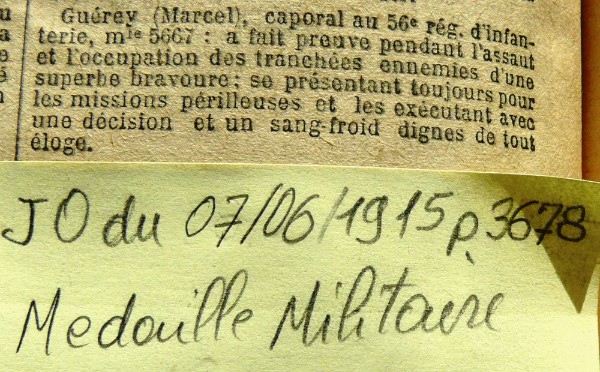 Guérey (Marcel), caporal au 56e rég. d'infan-
terie, mle 5667 : a fait preuve pendant l'assaut
et l'occupation des tranchées ennemies d'une
superbe bravoure ; se présentant toujours pour
les missions périlleuses et les exécutant avec
une décision et un sang-froid dignes de tout
éloge.
JO du 07/06/1915 p. 3678
Medaille Militaire